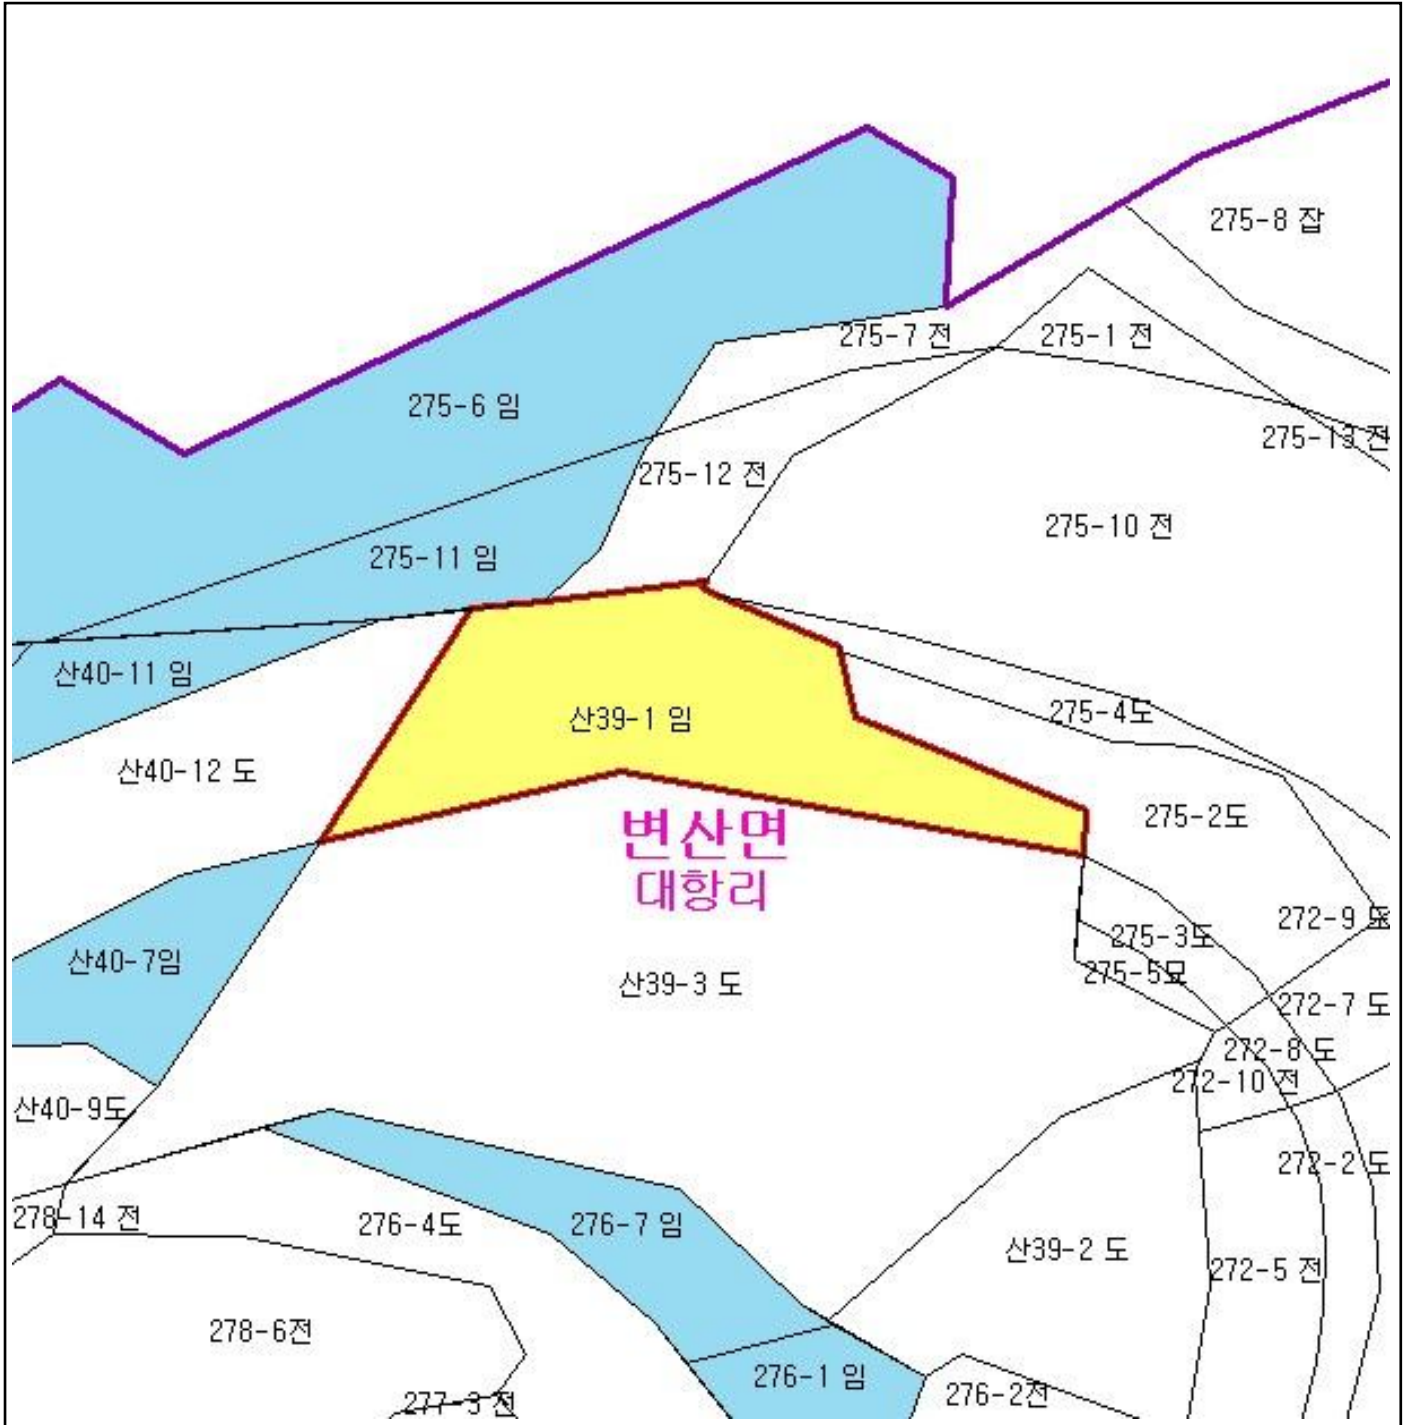 275-8 잡
275-7 전
275-1 전
275-6 임
275-13 전
275-12 전
275-10 전
275-11 임
산40-11 임
산39-1 임
275-4도
산40-12 도
275-2도
변산면
대항리
272-9 도
275-3도
산40-7임
275-5묘
산39-3 도
272-7 도
272-8 도
272-10 전
산40-9도
272-2 도
278-14 전
276-4도
276-7 임
산39-2 도
272-5 전
278-6전
276-1 임
276-2전
277-3 전